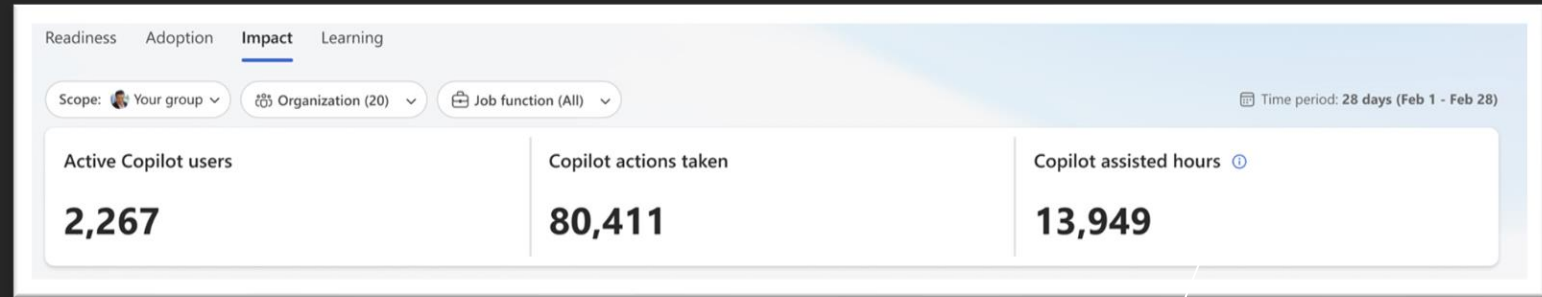 Readiness Adoption Impact Learning
Scope: Your group Organization (20) Job function (All) Time period: 28 days (Feb 1 - Feb 28)
Active Copilot users Copilot actions taken Copilot assisted hours
2,267 80,411 13,949